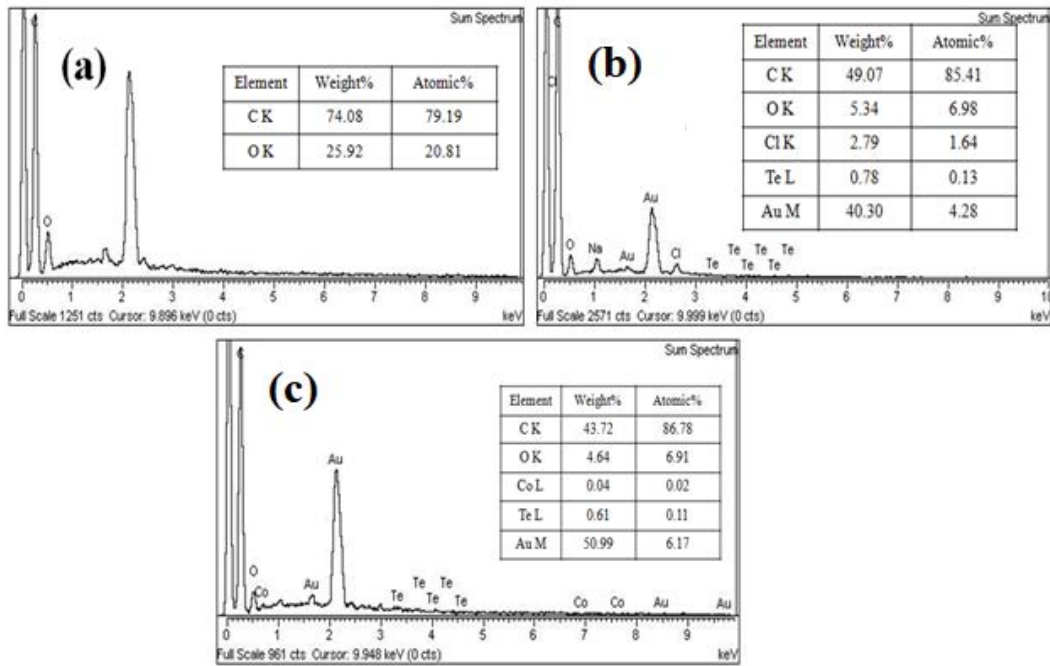 Sum Spectrum
(a)
Element Weight% Atomic%
C K 74.08 79.19
O K 25.92 20.81
C
O
0 1 2 3 4 5 6 7 8 9
Full Scale 1251 cts Cursor: 9.896 keV (0 cts) keV
Sum Spectrum
(b)
Element Weight% Atomic%
C K 49.07 85.41
O K 5.34 6.98
Cl K 2.79 1.64
Te L 0.78 0.13
Au M 40.30 4.28
Au
O Na Au Cl Te Te Te Te Te Te
0 1 2 3 4 5 6 7 8 9 10
Full Scale 2571 cts Cursor: 9.999 keV (0 cts) keV
Sum Spectrum
(c)
Element Weight% Atomic%
C K 43.72 86.78
O K 4.64 6.91
Co L 0.04 0.02
Te L 0.61 0.11
Au M 50.99 6.17
Au
O Co Au Te Te Te Te Te Co Co Au Au
0 1 2 3 4 5 6 7 8 9
Full Scale 961 cts Cursor: 9.948 keV (0 cts) keV